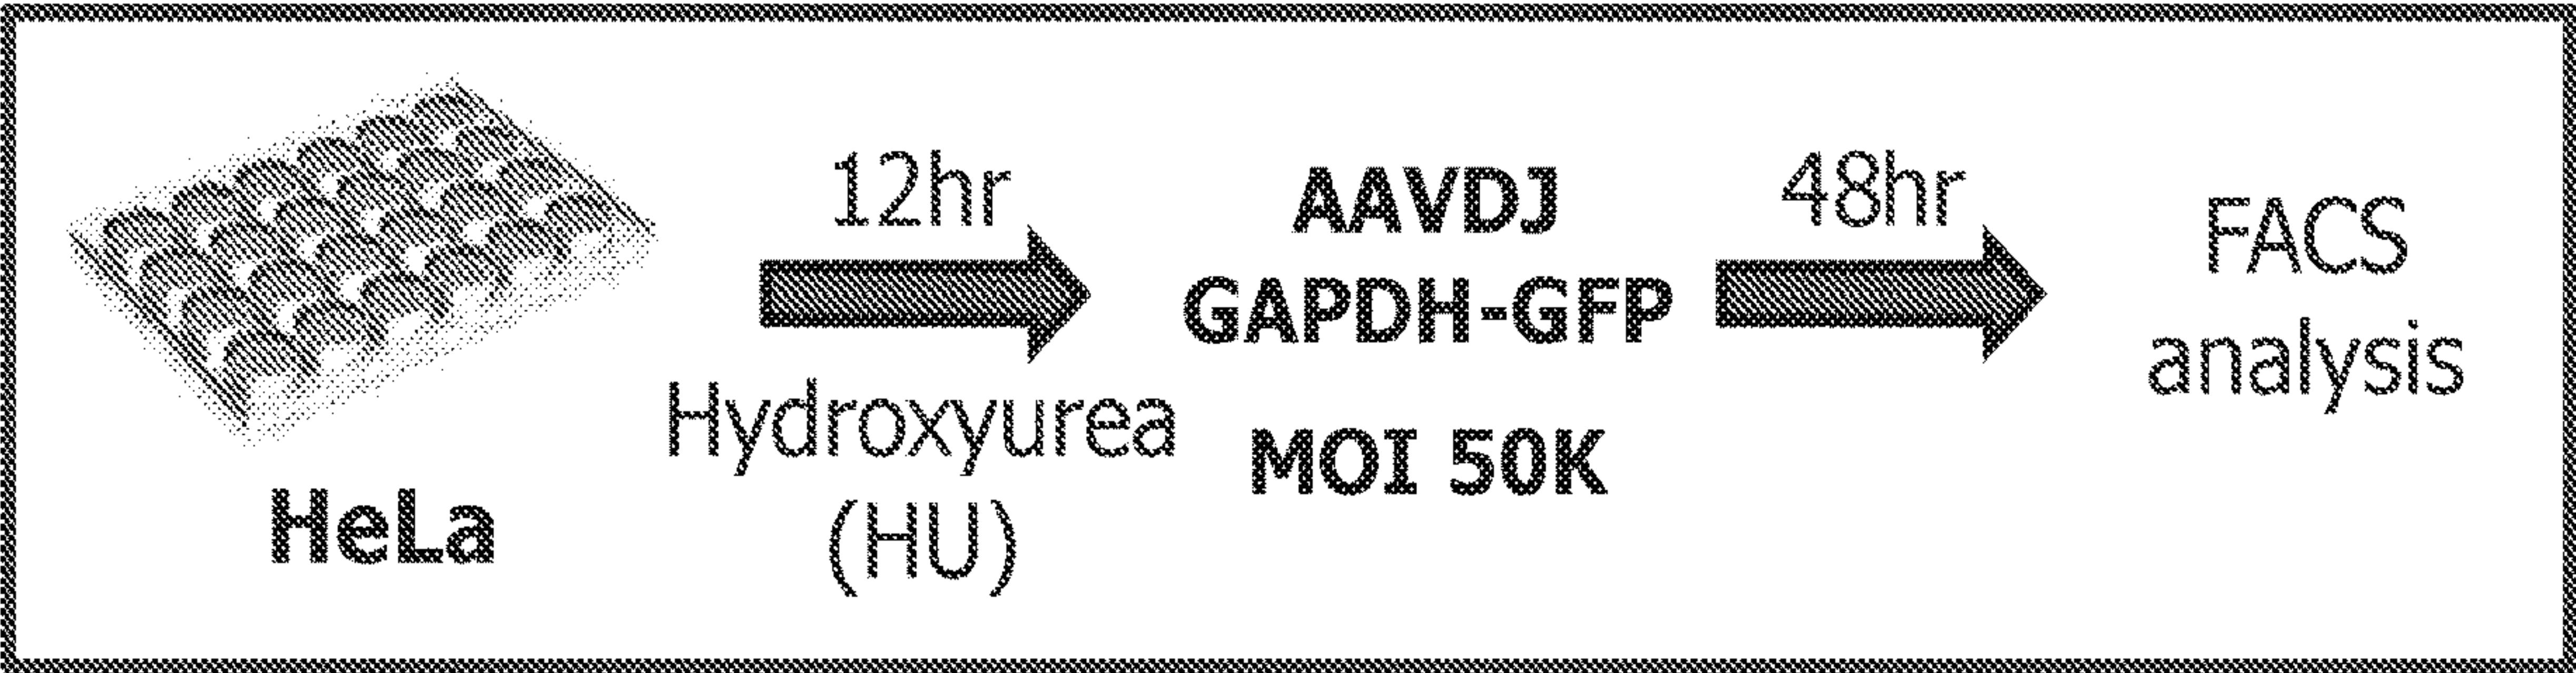 HeLa
12hr
Hydroxyurea
(HU)
AAVDJ
GAPDH-GFP
MOI 50K
48hr
FACS
analysis